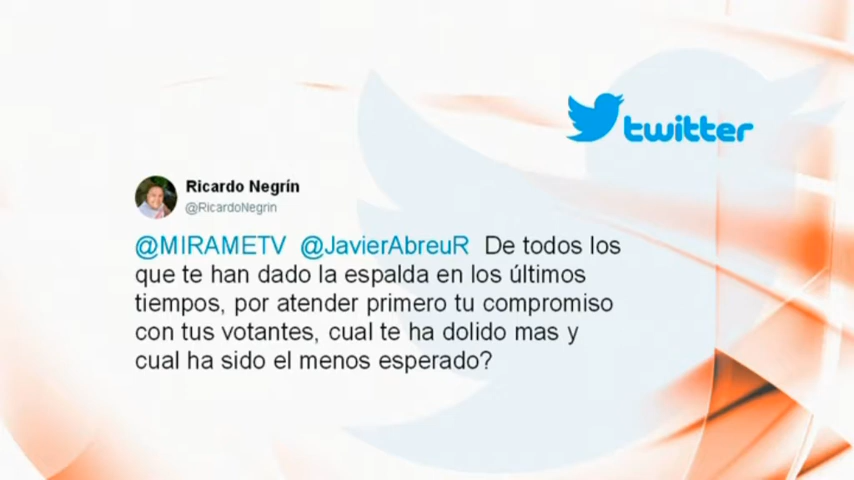 twitter
Ricardo Negrín
@RicardoNegrin
@MIRAMETV @JavierAbreuR De todos los
que te han dado la espalda en los últimos
tiempos, por atender primero tu compromiso
con tus votantes, cual te ha dolido mas y
cual ha sido el menos esperado?